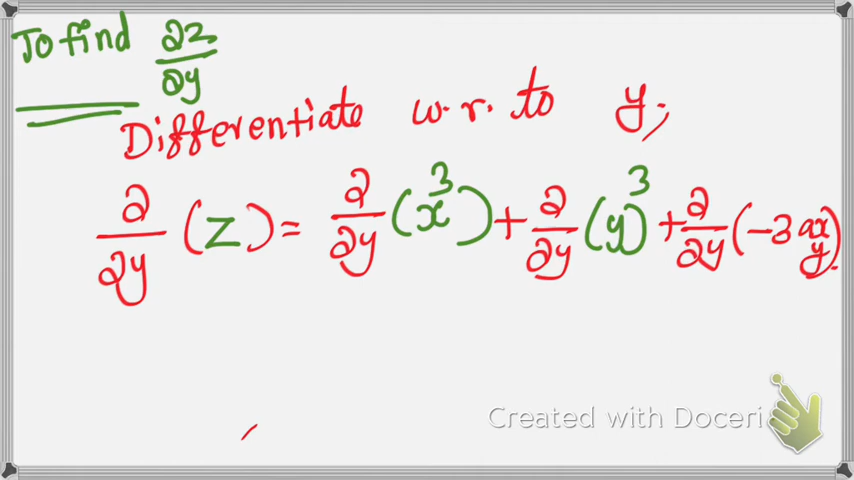 To find ∂z/∂y
Differentiate w.r. to y;
∂/∂y (z) = ∂/∂y (x³) + ∂/∂y (y)³ + ∂/∂y (-3axy)
Created with Doceri